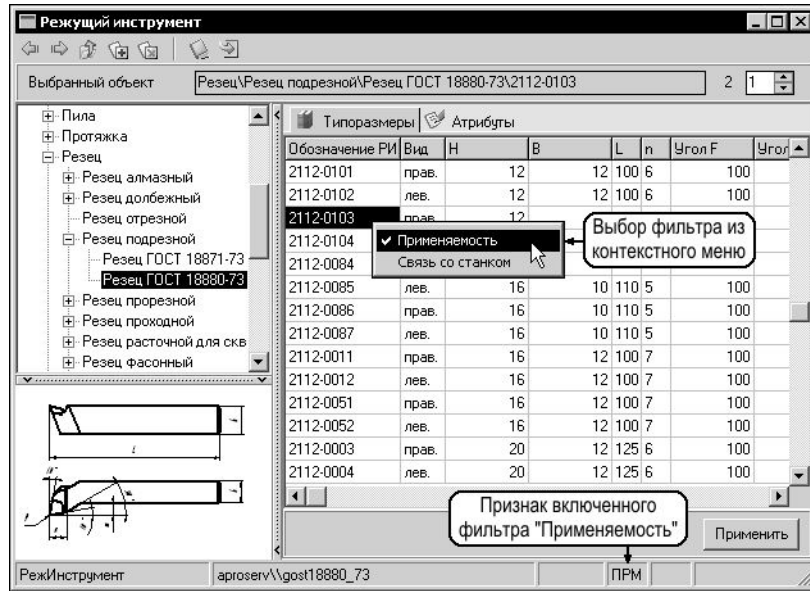 Режущий инструмент
Выбранный объект Резец\Резец подрезной\Резец ГОСТ 18880-73\2112-0103 2 1
Пила
Протяжка
Резец
Резец алмазный
Резец долбежный
Резец отрезной
Резец подрезной
Резец ГОСТ 18871-73
Резец ГОСТ 18880-73
Резец прорезной
Резец проходной
Резец расточной для скв
Резец фасонный
Типоразмеры Атрибуты
Обозначение РИ Вид H B L n Угол F Угол
2112-0101 прав. 12 12 100 6 100
2112-0102 лев. 12 12 100 6 100
2112-0103 прав. 12
2112-0104
2112-0084
2112-0085 лев. 16 10 110 5 100
2112-0086 прав. 16 10 110 5 100
2112-0087 лев. 16 10 110 5 100
2112-0011 прав. 16 12 100 7 100
2112-0012 лев. 16 12 100 7 100
2112-0051 прав. 16 12 100 7 100
2112-0052 лев. 16 12 100 7 100
2112-0003 прав. 20 12 125 6 100
2112-0004 лев. 20 12 125 6 100
Применяемость
Связь со станком
Выбор фильтра из
контекстного меню
Признак включенного
фильтра "Применяемость"
Применить
РежИнструмент aproserv\\gost18880_73 ПРМ